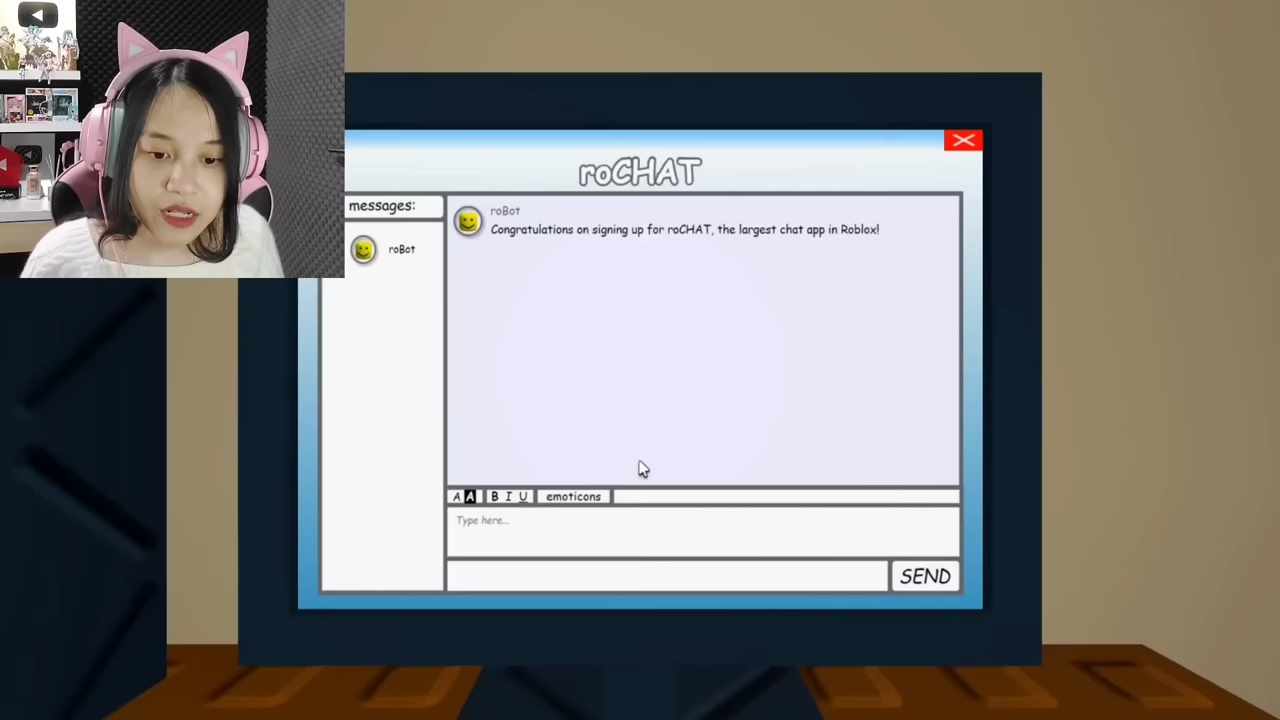 roCHAT
messages:
roBot
roBot
Congratulations on signing up for roCHAT, the largest chat app in Roblox!
A A B I U emoticons
Type here...
SEND